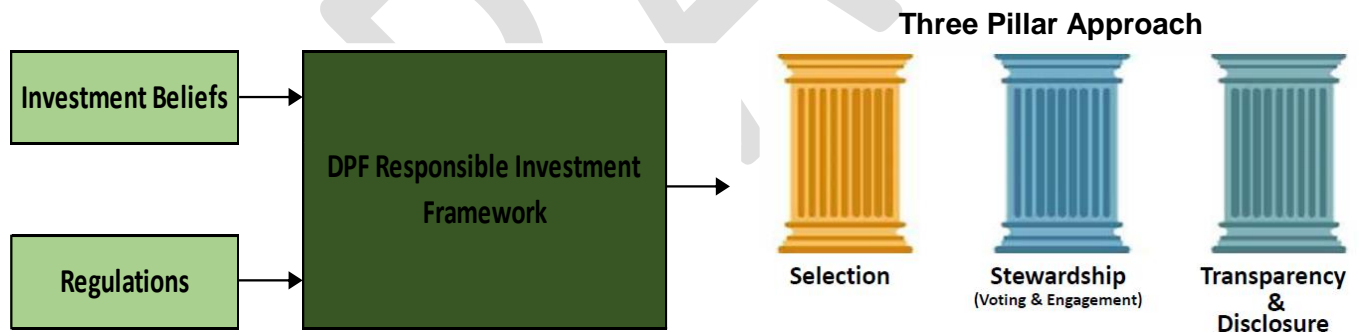 Three Pillar Approach
Investment Beliefs
DPF Responsible Investment
Framework
Regulations
Selection
Stewardship
(Voting & Engagement)
Transparency
&
Disclosure